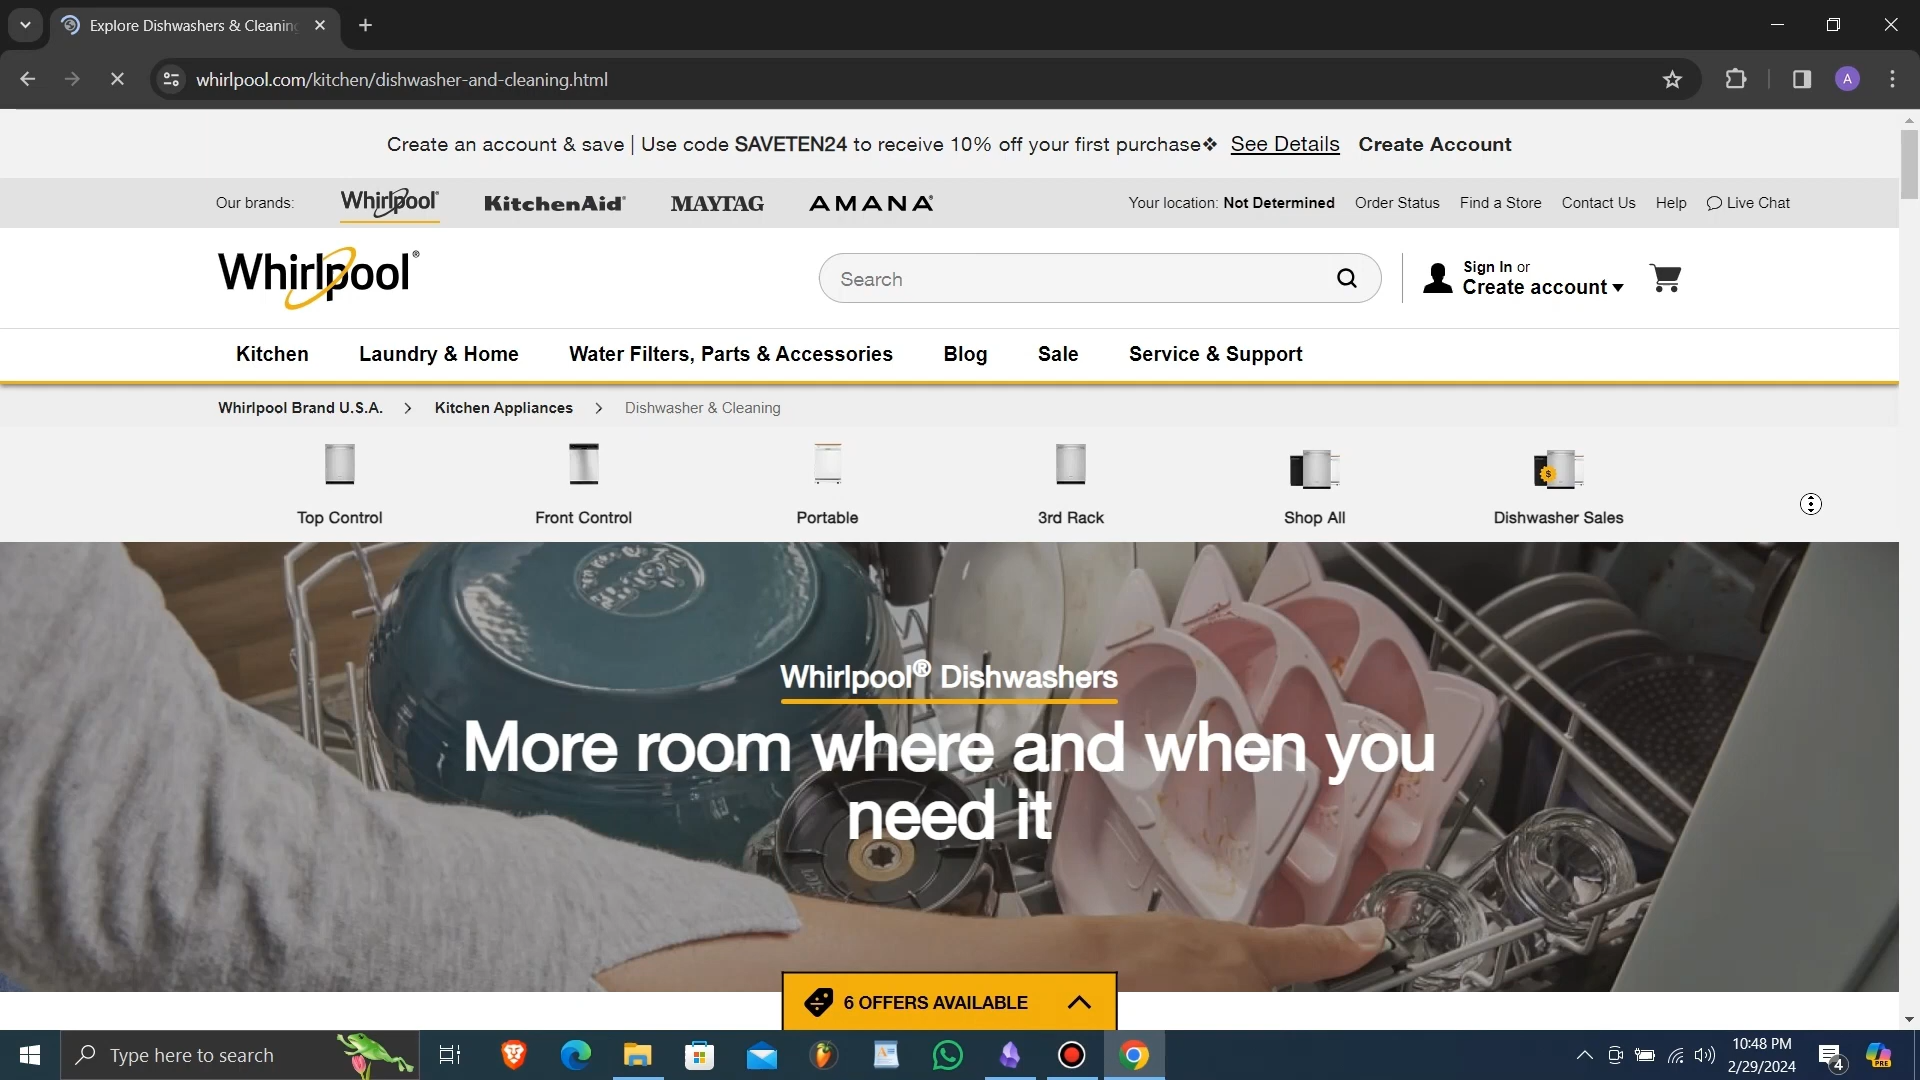 Explore Dishwashers & Cleaning
whirlpool.com/kitchen/dishwasher-and-cleaning.html
A
Create an account & save | Use code SAVETEN24 to receive 10% off your first purchase❖ See Details Create Account
Our brands: Whirlpool® KitchenAid® MAYTAG AMANA® Your location: Not Determined Order Status Find a Store Contact Us Help Live Chat
Whirlpool® Search Sign In or
Create account
Kitchen Laundry & Home Water Filters, Parts & Accessories Blog Sale Service & Support
Whirlpool Brand U.S.A. > Kitchen Appliances > Dishwasher & Cleaning
$
Top Control Front Control Portable 3rd Rack Shop All Dishwasher Sales
Whirlpool® Dishwashers
More room where and when you
need it
6 OFFERS AVAILABLE
Type here to search
10:48 PM
2/29/2024
4
PRE